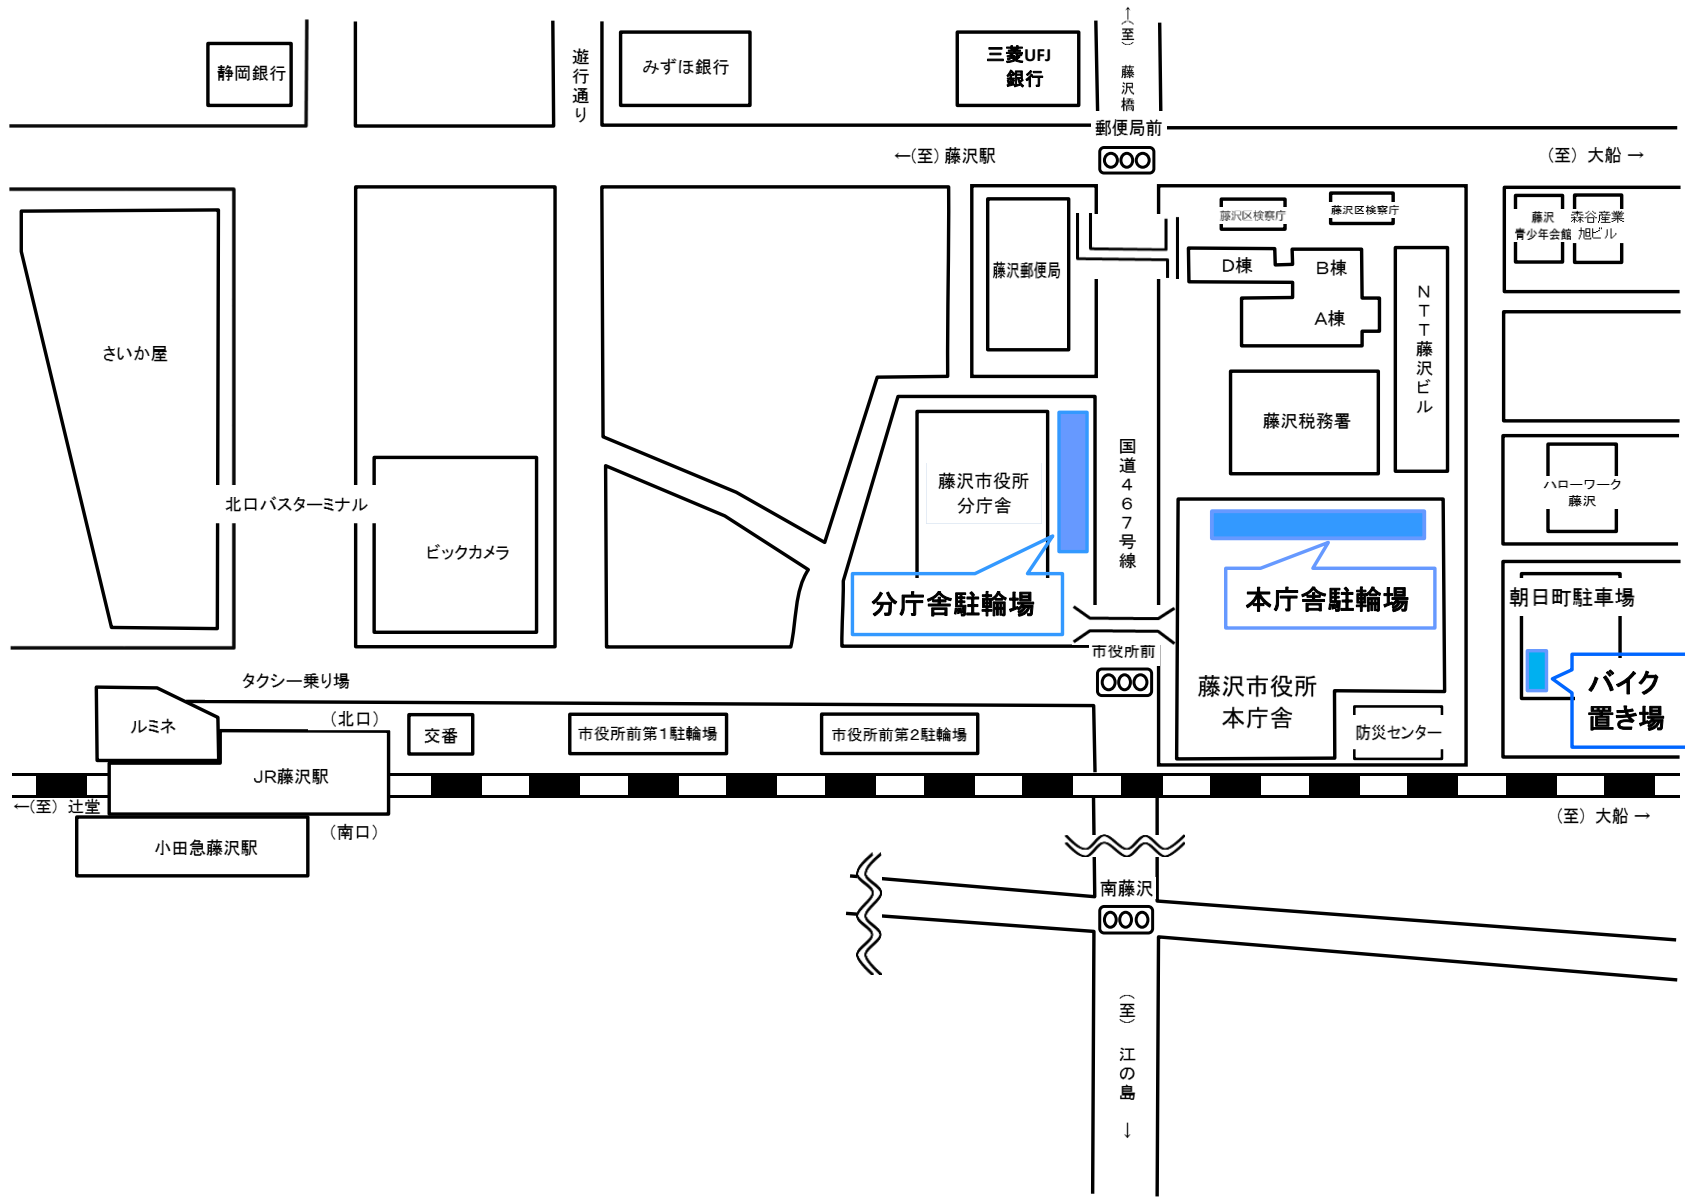 ↑(至) 藤沢橋
静岡銀行
遊行通り
みずほ銀行
三菱UFJ
銀行
郵便局前
←(至) 藤沢駅
(至) 大船 →
藤沢区検察庁
藤沢区検察庁
藤沢
青少年会館
森谷産業
旭ビル
藤沢郵便局
D棟
B棟
A棟
NTT藤沢ビル
さいか屋
藤沢税務署
国道467号線
藤沢市役所
分庁舎
ハローワーク
藤沢
北口バスターミナル
ビックカメラ
分庁舎駐輪場
本庁舎駐輪場
朝日町駐車場
市役所前
タクシー乗り場
藤沢市役所
本庁舎
バイク
置き場
ルミネ
(北口)
交番
市役所前第1駐輪場
市役所前第2駐輪場
防災センター
JR藤沢駅
←(至) 辻堂
(至) 大船 →
(南口)
小田急藤沢駅
南藤沢
(至) 江の島 ↓